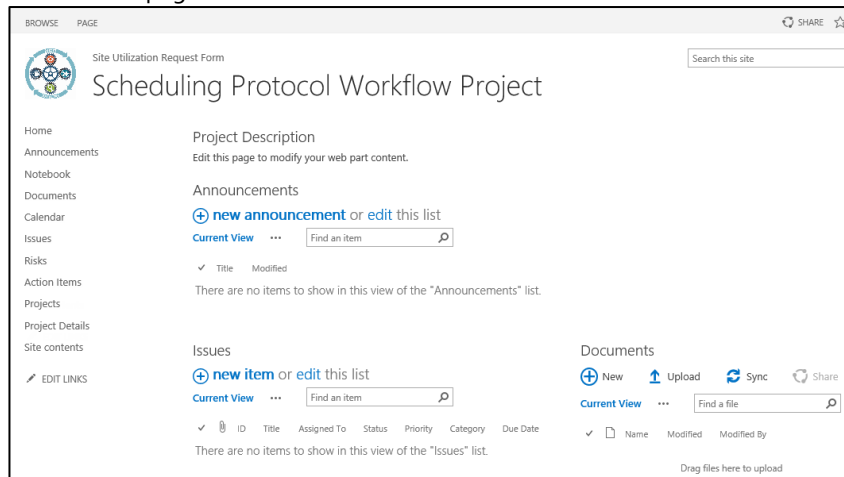 BROWSE PAGE SHARE
Site Utilization Request Form
Search this site
Scheduling Protocol Workflow Project
Home
Announcements
Notebook
Documents
Calendar
Issues
Risks
Action Items
Projects
Project Details
Site contents
EDIT LINKS
Project Description
Edit this page to modify your web part content.
Announcements
new announcement or edit this list
Current View ••• Find an item
Title Modified
There are no items to show in this view of the "Announcements" list.
Issues
new item or edit this list
Current View ••• Find an item
ID Title Assigned To Status Priority Category Due Date
There are no items to show in this view of the "Issues" list.
Documents
New Upload Sync Share
Current View ••• Find a file
Name Modified Modified By
Drag files here to upload